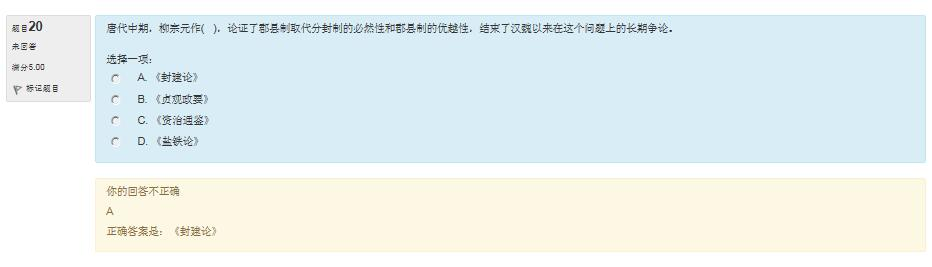 题目20
未回答
满分5.00
标记题目
唐代中期，柳宗元作( )，论证了郡县制取代分封制的必然性和郡县制的优越性，结束了汉魏以来在这个问题上的长期争论。
选择一项：
A. 《封建论》
B. 《贞观政要》
C. 《资治通鉴》
D. 《盐铁论》
你的回答不正确
A
正确答案是：《封建论》